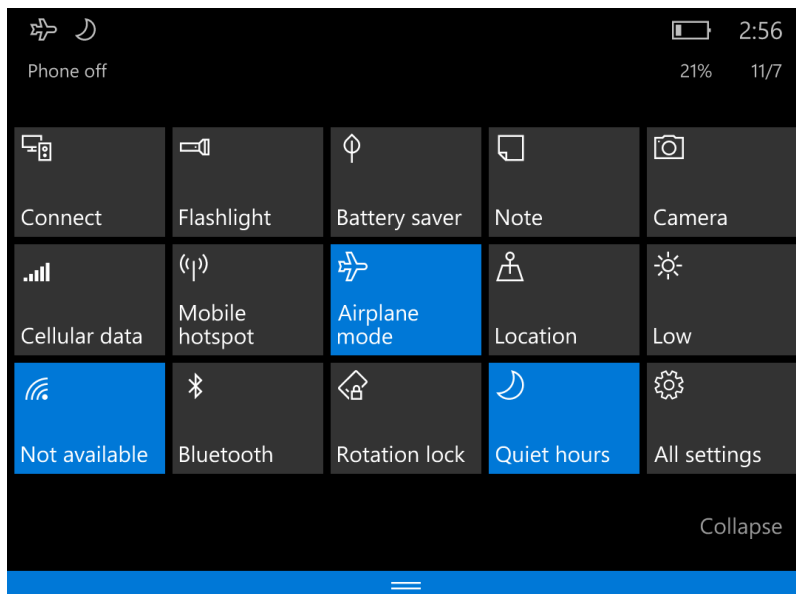 2:56
Phone off
21%
11/7
Connect
Flashlight
Battery saver
Note
Camera
Cellular data
Mobile
hotspot
Airplane
mode
Location
Low
Not available
Bluetooth
Rotation lock
Quiet hours
All settings
Collapse